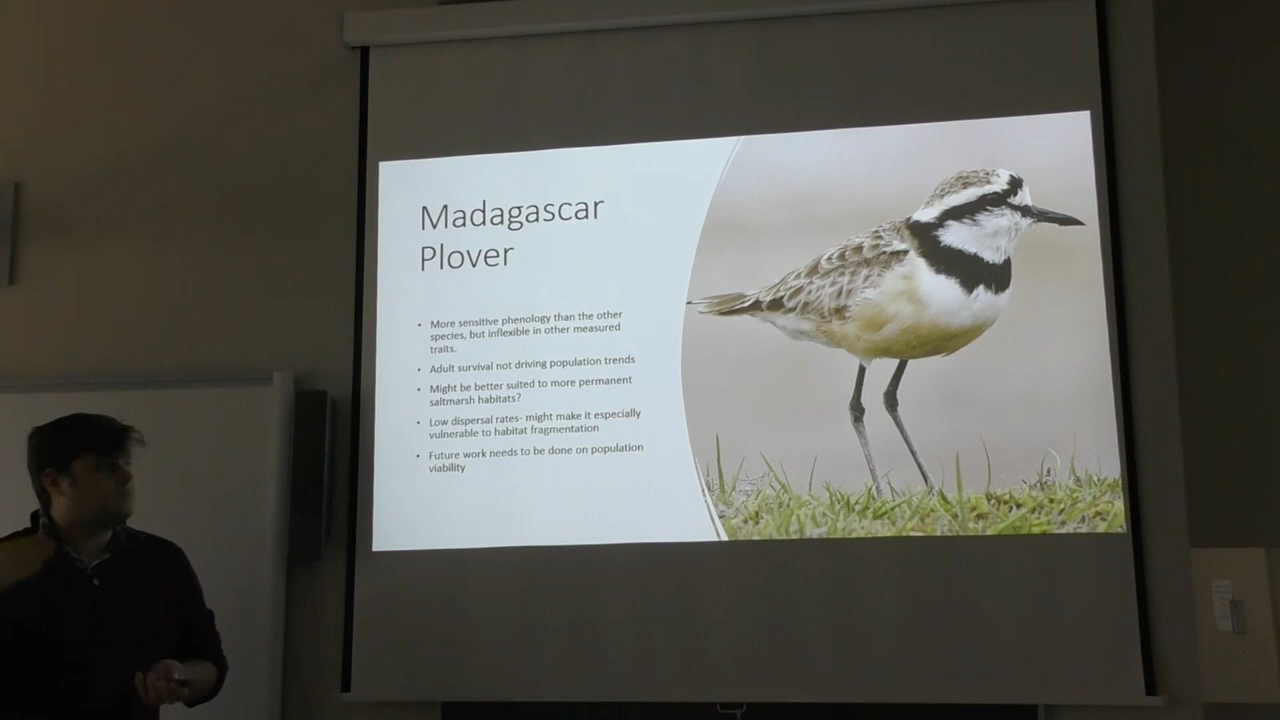 Madagascar
Plover
• More sensitive phenology than the other
species, but inflexible in other measured
traits.
• Adult survival not driving population trends
• Might be better suited to more permanent
saltmarsh habitats?
• Low dispersal rates- might make it especially
vulnerable to habitat fragmentation
• Future work needs to be done on population
viability